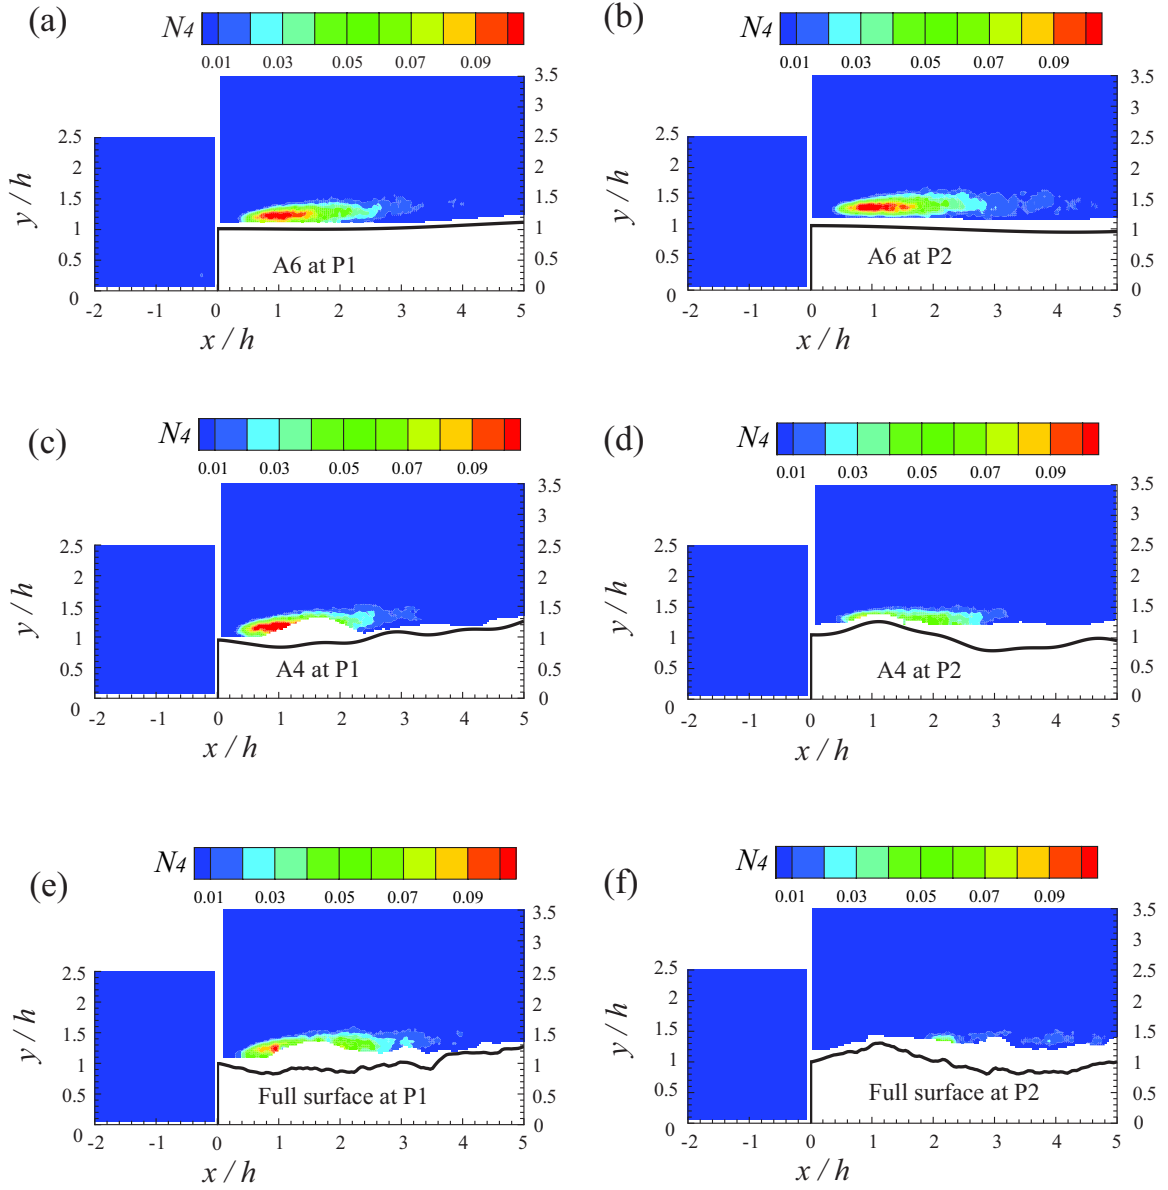 (a) N4 (b) N4
0.01 0.03 0.05 0.07 0.09 0.01 0.03 0.05 0.07 0.09
3.5 3.5
3 3
2.5 2.5 2.5 2.5
2 2 2 2
1.5 1.5 1.5 1.5
y / h y / h
1 1 1 1
0.5 0.5 0.5 0.5
A6 at P1 A6 at P2
0 0 0 0
-2 -1 0 1 2 3 4 5 -2 -1 0 1 2 3 4 5
x / h x / h
(c) N4 (d) N4
0.01 0.03 0.05 0.07 0.09 0.01 0.03 0.05 0.07 0.09
3.5 3.5
3 3
2.5 2.5 2.5 2.5
2 2 2 2
1.5 1.5 1.5 1.5
y / h y / h
1 1 1 1
0.5 0.5 0.5 0.5
A4 at P1 A4 at P2
0 0 0 0
-2 -1 0 1 2 3 4 5 -2 -1 0 1 2 3 4 5
x / h x / h
(e) N4 (f) N4
0.01 0.03 0.05 0.07 0.09 0.01 0.03 0.05 0.07 0.09
3.5 3.5
3 3
2.5 2.5 2.5 2.5
2 2 2 2
1.5 1.5 1.5 1.5
y / h y / h
1 1 1 1
0.5 0.5 0.5 0.5
Full surface at P1 Full surface at P2
0 0 0 0
-2 -1 0 1 2 3 4 5 -2 -1 0 1 2 3 4 5
x / h x / h